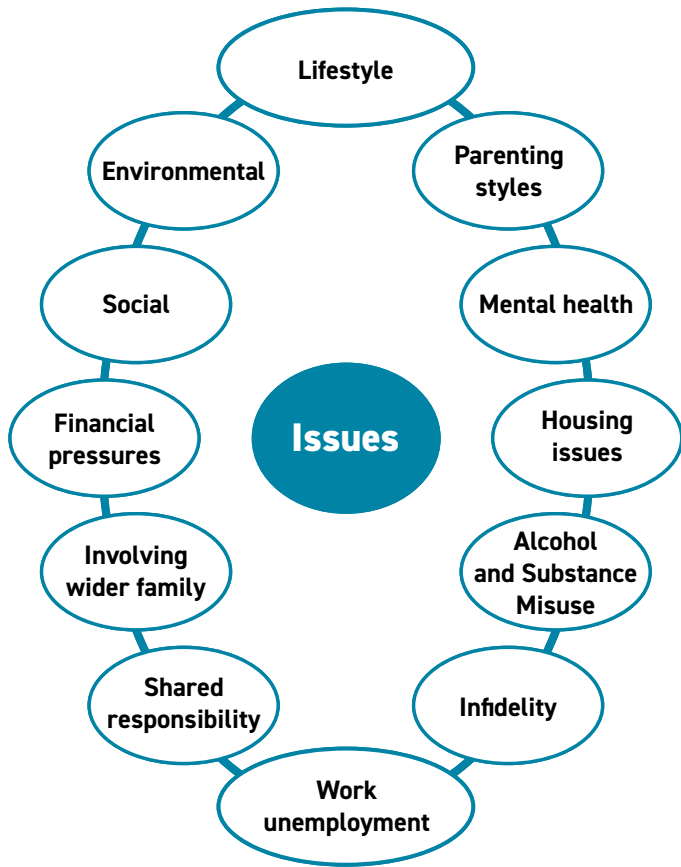 Lifestyle
Environmental
Parenting
styles
Social
Mental health
Financial
pressures
Issues
Housing
issues
Involving
wider family
Alcohol
and Substance
Misuse
Shared
responsibility
Infidelity
Work
unemployment